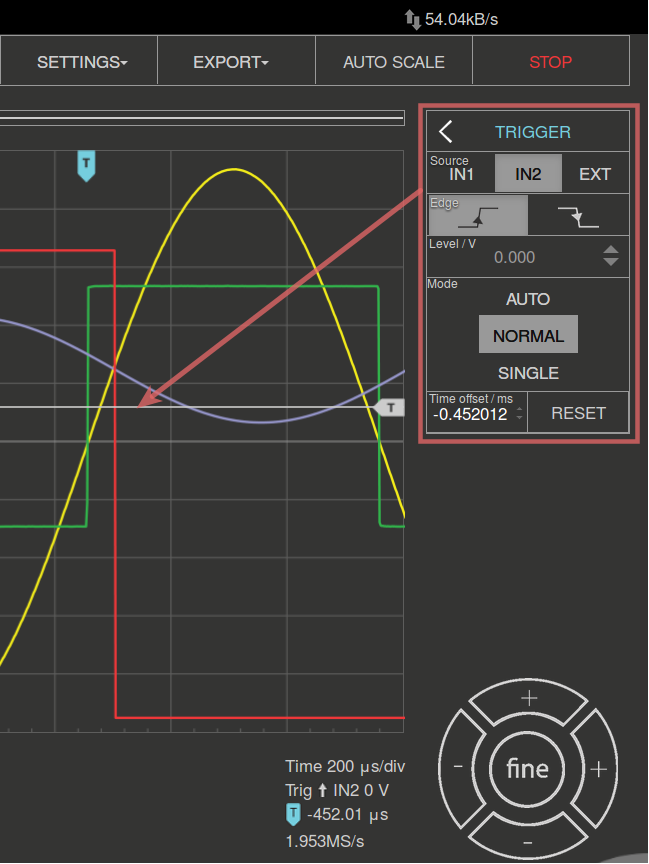 54.04kB/s
SETTINGS EXPORT AUTO SCALE STOP
TRIGGER
Source
IN1 IN2 EXT
Edge
Level / V
0.000
Mode
AUTO
NORMAL
SINGLE
Time offset / ms
-0.452012 RESET
T
T
Time 200 µs/div
Trig IN2 0 V
T -452.01 µs
1.953MS/s
+
- fine +
-